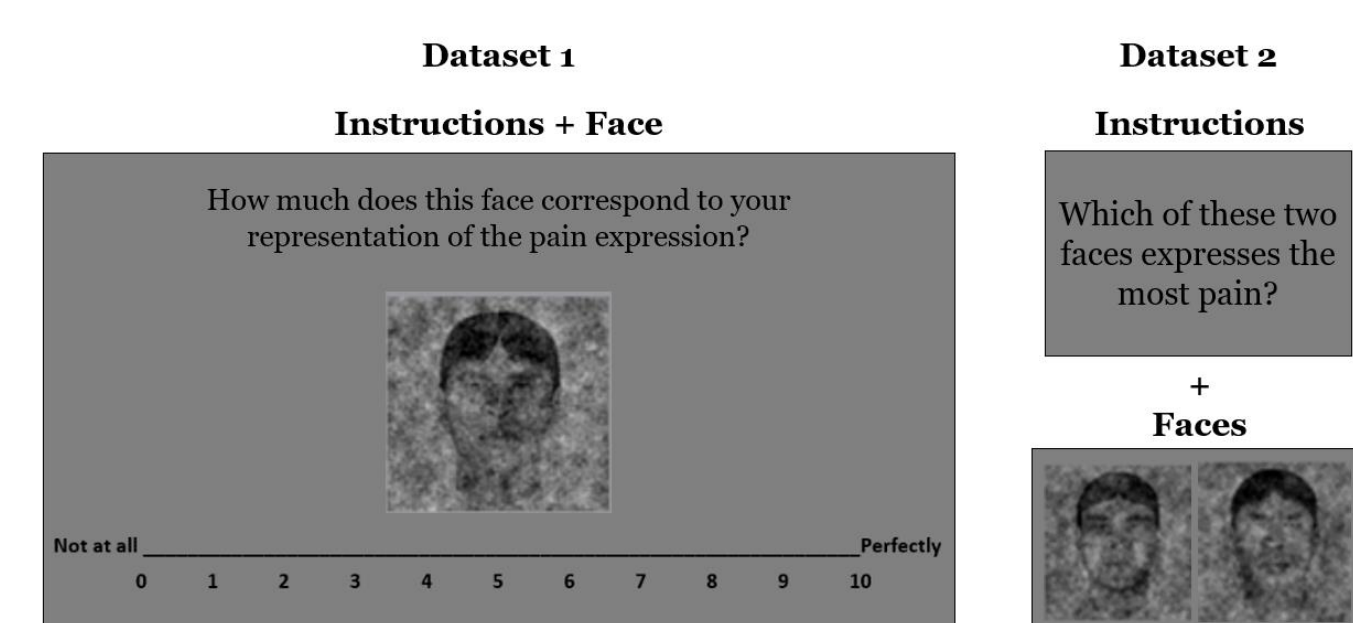 Dataset 1
Instructions + Face
How much does this face correspond to your
representation of the pain expression?
Not at all ____ Perfectly
0 1 2 3 4 5 6 7 8 9 10
Dataset 2
Instructions
Which of these two
faces expresses the
most pain?
+
Faces